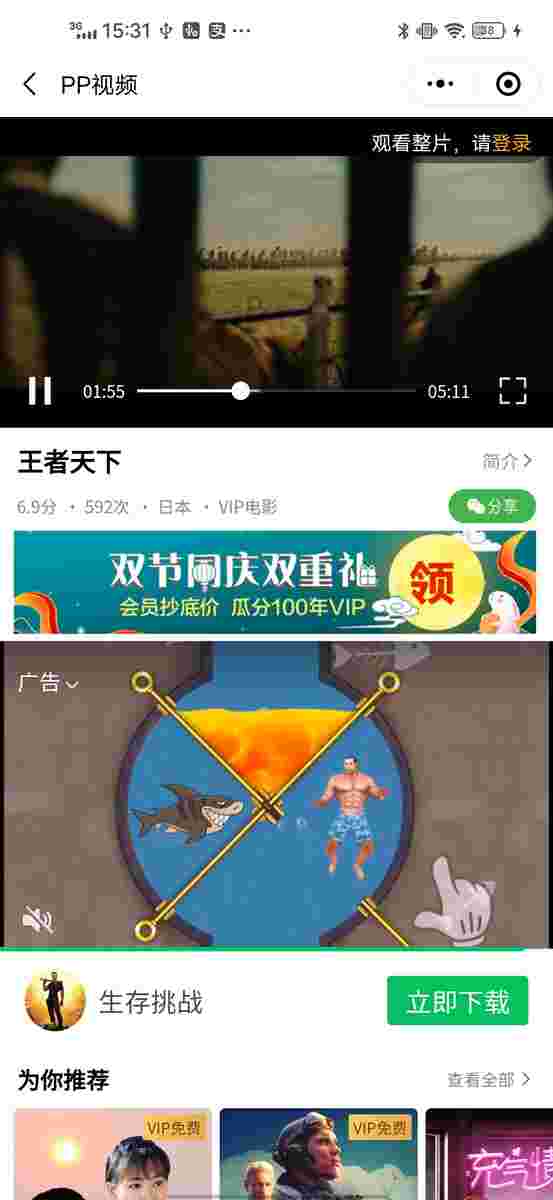 3G 15:31 ···
PP视频
观看整片，请登录
01:55 05:11
王者天下 简介
6.9分 · 592次 · 日本 · VIP电影 分享
双节同庆双重礼 领
会员抄底价 瓜分100年VIP
广告
生存挑战 立即下载
为你推荐 查看全部
VIP免费 VIP免费